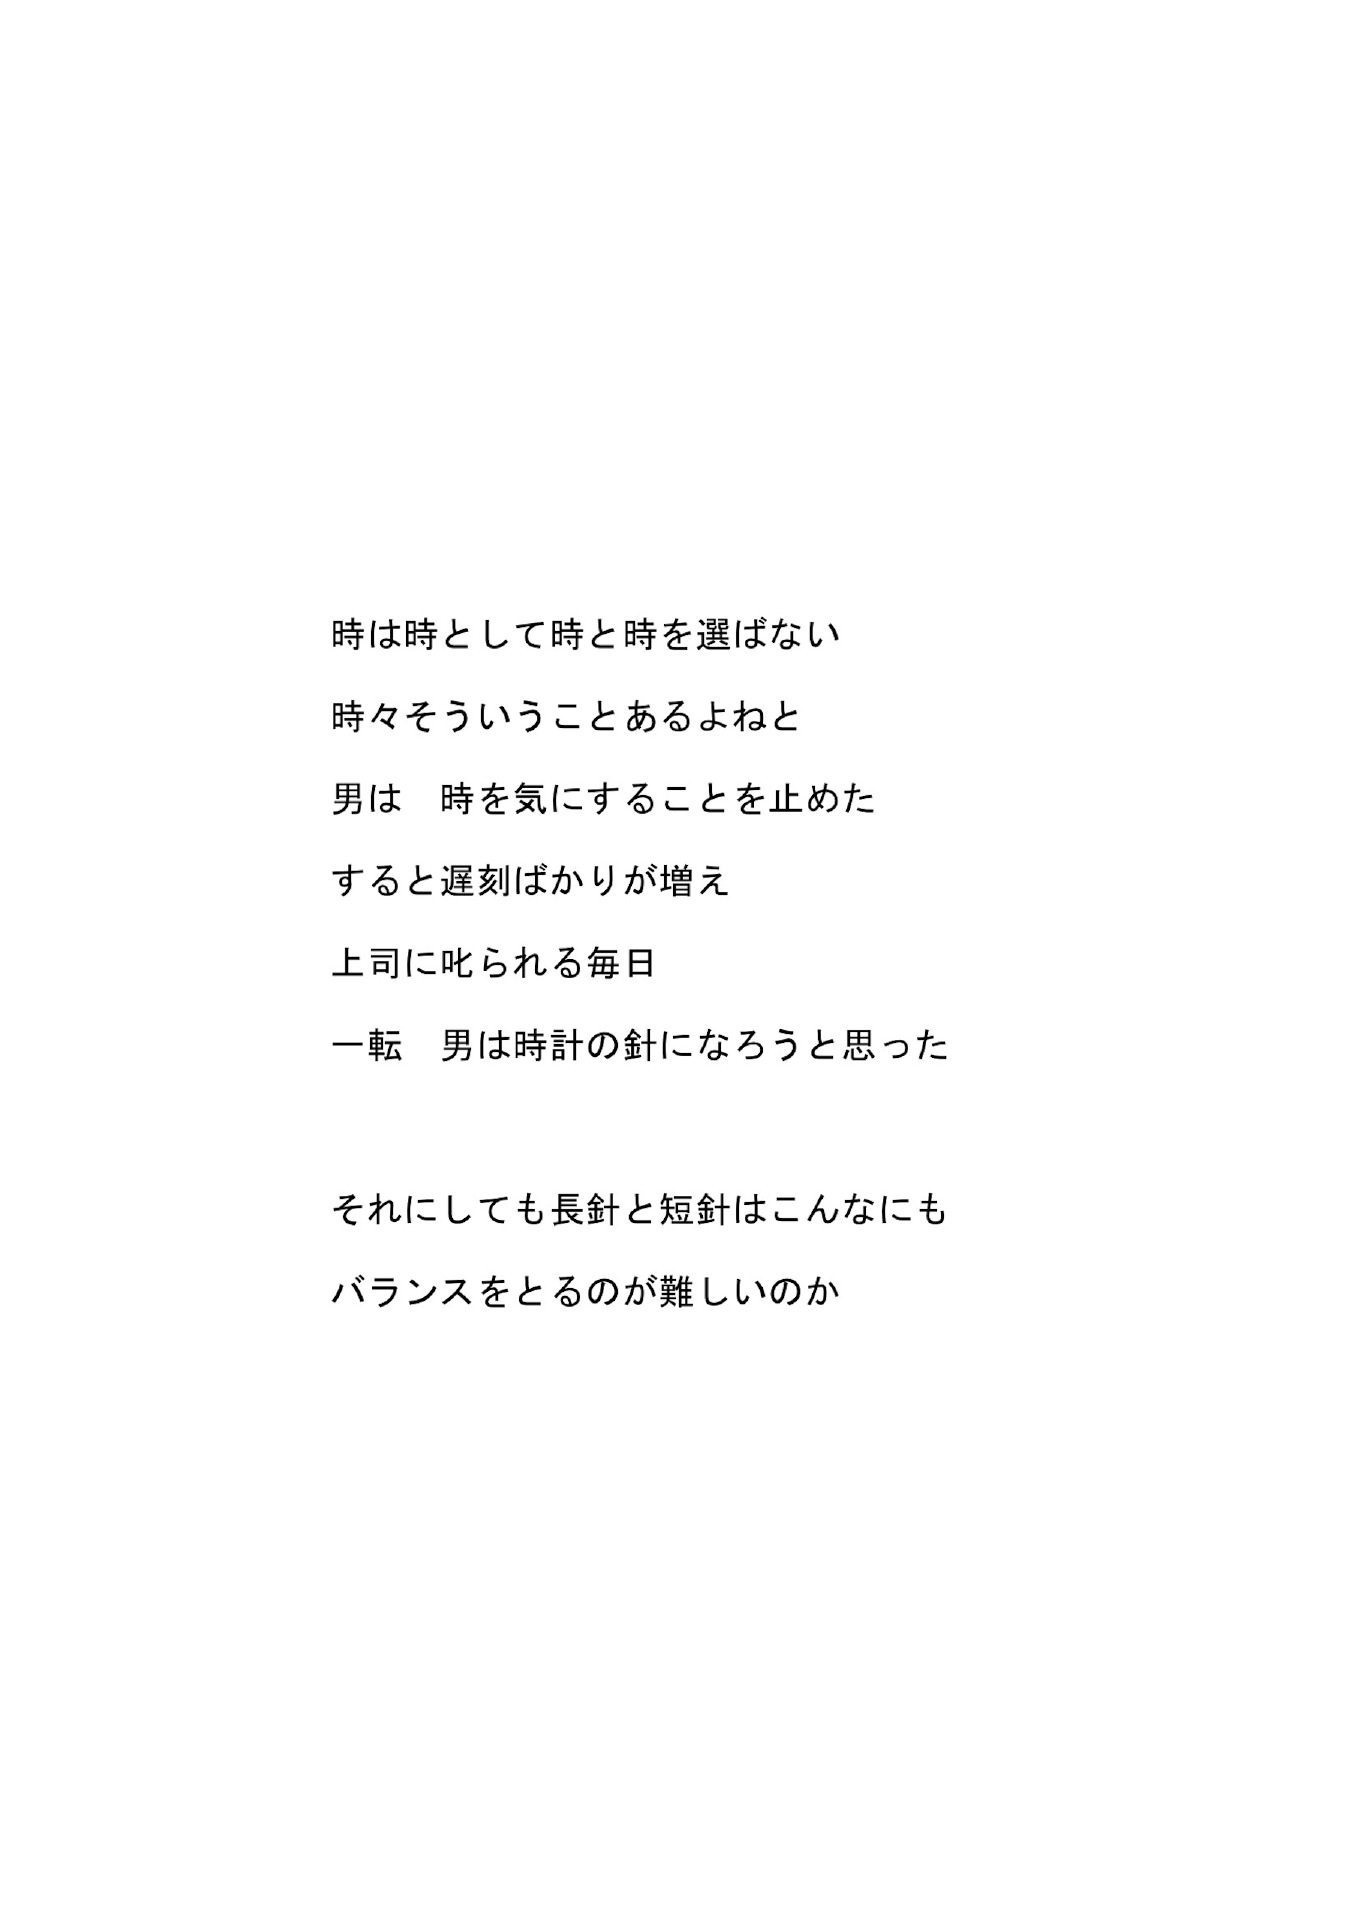 時は時として時と時を選ばない
時々そういうことあるよねと
男は　時を気にすることを止めた
すると遅刻ばかりが増え
上司に叱られる毎日
一転　男は時計の針になろうと思った
それにしても長針と短針はこんなにも
バランスをとるのが難しいのか